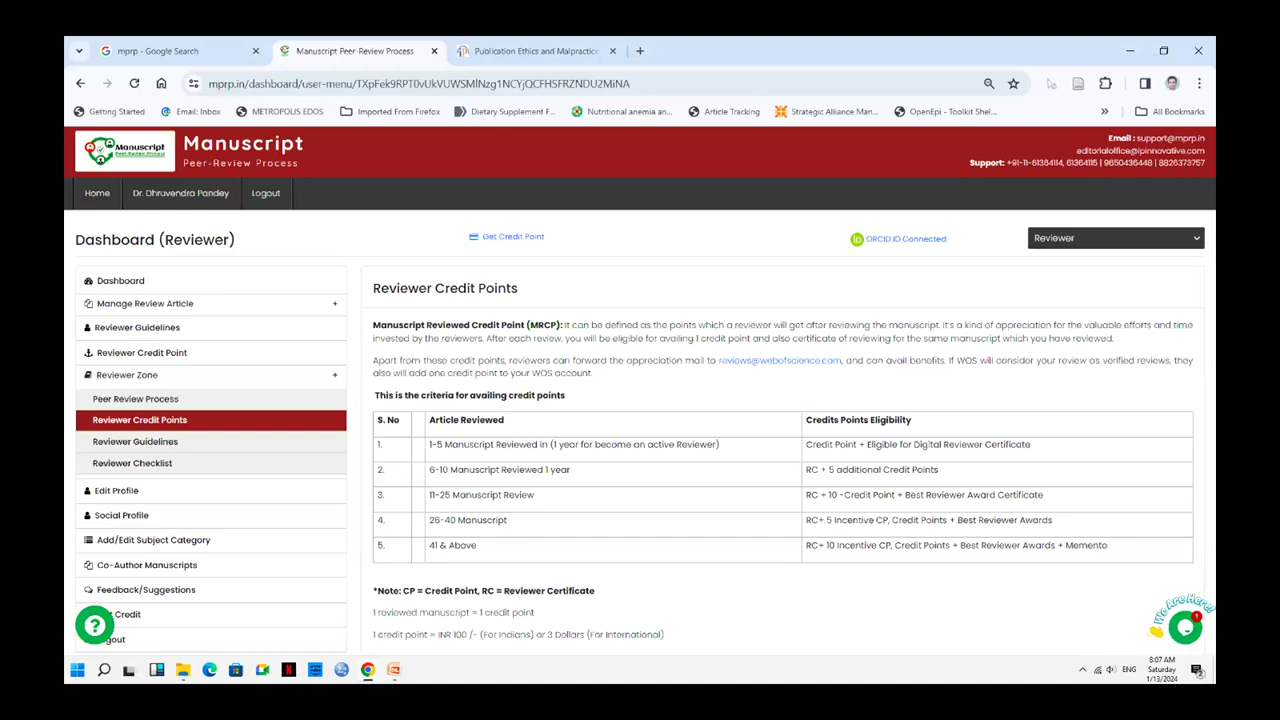 mprp - Google Search
Manuscript Peer-Review Process
Publication Ethics and Malpractice
mprp.in/dashboard/user-menu/TXpFek9RPT0vUkVUWSMlNzg1NCYjQCFHSFRZNDU2MiNA
Getting Started
Email: Inbox
METROPOLIS EDOS
Imported From Firefox
Dietary Supplement F...
Nutritional anemia an...
Article Tracking
Strategic Alliance Man...
OpenEpi - Toolkit Shel...
All Bookmarks
Manuscript
Peer-Review Process
Manuscript
Peer-Review Process
Email : support@mprp.in
editorialoffice@ipinnovative.com
Support: +91-11-61364114, 61364115 | 9650436448 | 8826373757
Home
Dr. Dhruvendra Pandey
Logout
Dashboard (Reviewer)
Get Credit Point
iD ORCID iD Connected
Reviewer
Dashboard
Manage Review Article +
Reviewer Guidelines
Reviewer Credit Point
Reviewer Zone +
Peer Review Process
Reviewer Credit Points
Reviewer Guidelines
Reviewer Checklist
Edit Profile
Social Profile
Add/Edit Subject Category
Co-Author Manuscripts
Feedback/Suggestions
Credit
Reviewer Credit Points
Manuscript Reviewed Credit Point (MRCP): It can be defined as the points which a reviewer will get after reviewing the manuscript. It's a kind of appreciation for the valuable efforts and time
invested by the reviewers. After each review, you will be eligible for availing 1 credit point and also certificate of reviewing for the same manuscript which you have reviewed.
Apart from these credit points, reviewers can forward the appreciation mail to reviews@webofscience.com, and can avail benefits. If WOS will consider your review as verified reviews, they
also will add one credit point to your WOS account.
This is the criteria for availing credit points
S. No Article Reviewed Credits Points Eligibility
1. 1-5 Manuscript Reviewed in (1 year for become an active Reviewer) Credit Point + Eligible for Digital Reviewer Certificate
2. 6-10 Manuscript Reviewed 1 year RC + 5 additional Credit Points
3. 11-25 Manuscript Review RC + 10 -Credit Point + Best Reviewer Award Certificate
4. 26-40 Manuscript RC+ 5 Incentive CP, Credit Points + Best Reviewer Awards
5. 41 & Above RC+ 10 Incentive CP, Credit Points + Best Reviewer Awards + Memento
*Note: CP = Credit Point, RC = Reviewer Certificate
1 reviewed manuscript = 1 credit point
1 credit point = INR 100 /- (For Indians) or 3 Dollars (For International)
We Are Here!
1
ENG
8:07 AM
Saturday
1/13/2024